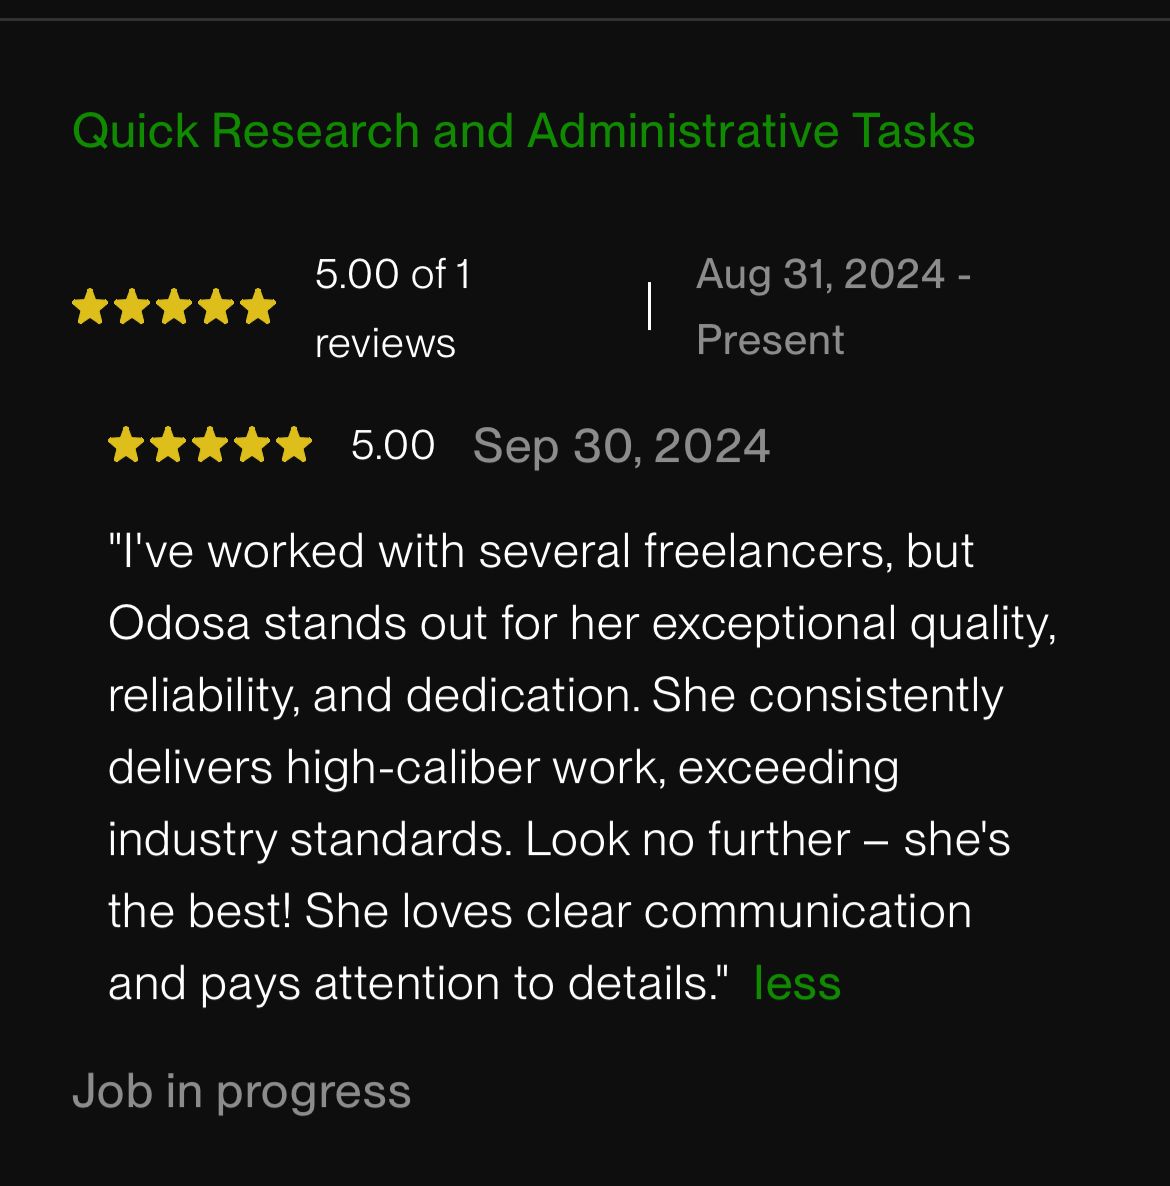 Quick Research and Administrative Tasks
5.00 of 1
reviews
Aug 31, 2024 -
Present
5.00 Sep 30, 2024
"I've worked with several freelancers, but
Odosa stands out for her exceptional quality,
reliability, and dedication. She consistently
delivers high-caliber work, exceeding
industry standards. Look no further – she's
the best! She loves clear communication
and pays attention to details." less
Job in progress